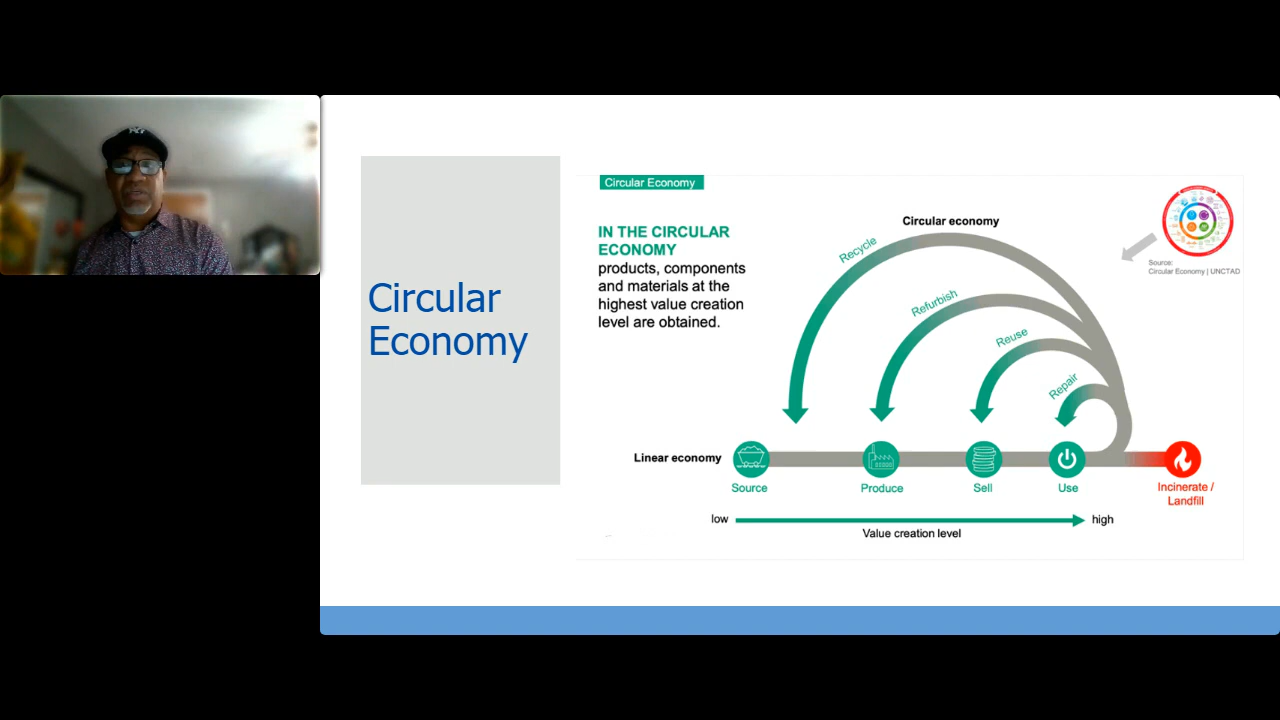 Circular
Economy
Circular Economy
IN THE CIRCULAR
ECONOMY
products, components
and materials at the
highest value creation
level are obtained.
Circular economy
Recycle
Refurbish
Reuse
Repair
Source:
Circular Economy | UNCTAD
Linear economy
Source
Produce
Sell
Use
Incinerate /
Landfill
low
high
Value creation level